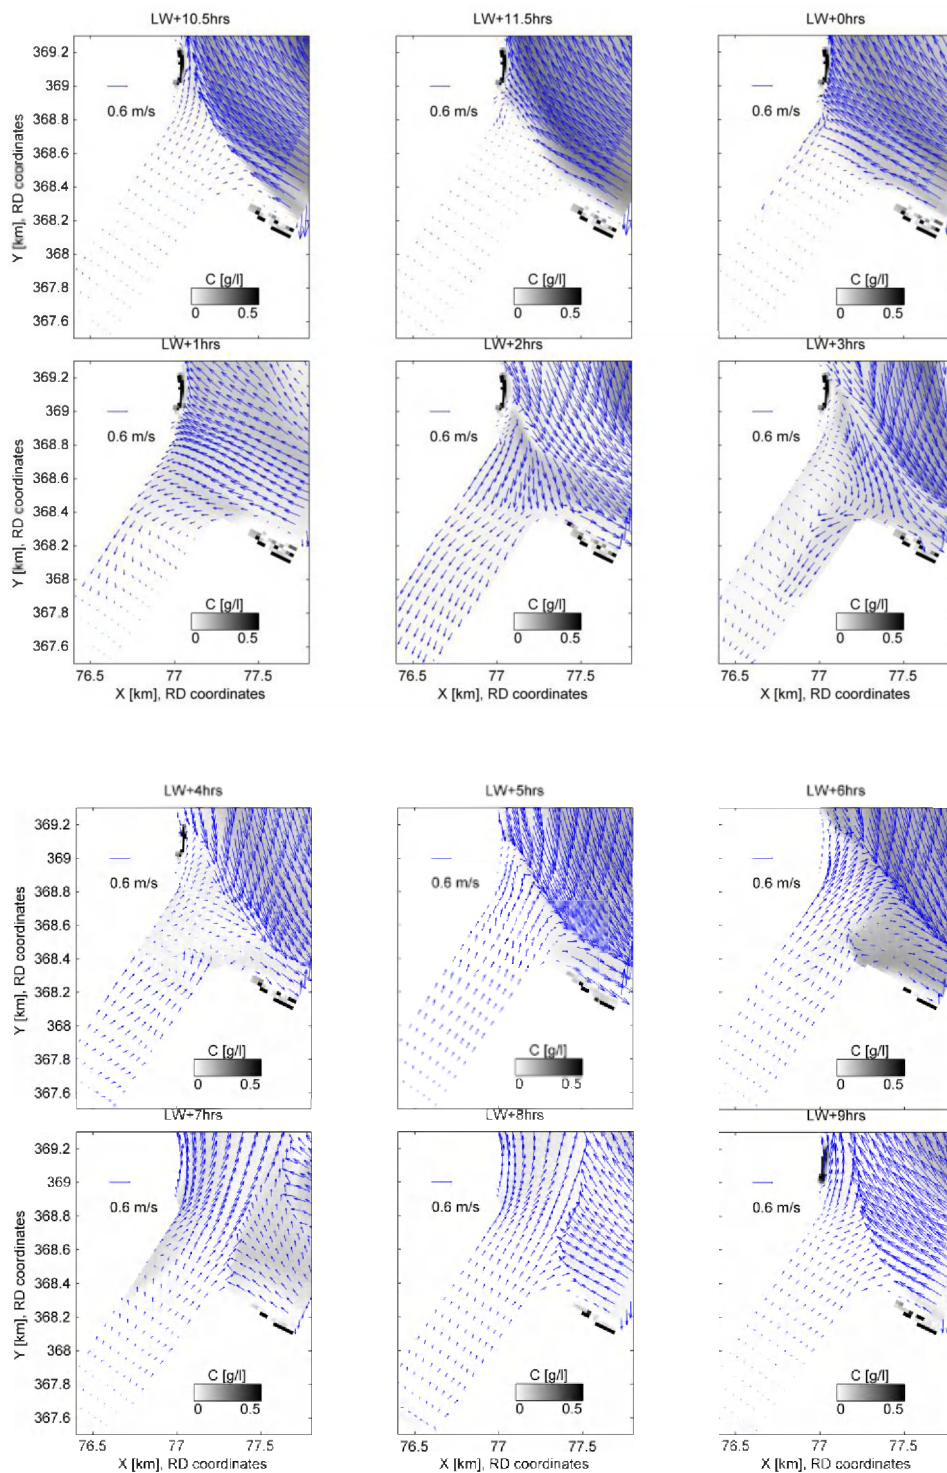 LW+10.5hrs
LW+11.5hrs
LW+0hrs
369.2
369
368.8
368.6
368.4
368.2
368
367.8
367.6
Y [km], RD coordinates
0.6 m/s
C [g/l]
0 0.5
0.6 m/s
C [g/l]
0 0.5
0.6 m/s
C [g/l]
0 0.5
LW+1hrs
LW+2hrs
LW+3hrs
369.2
369
368.8
368.6
368.4
368.2
368
367.8
367.6
Y [km], RD coordinates
0.6 m/s
C [g/l]
0 0.5
0.6 m/s
C [g/l]
0 0.5
0.6 m/s
C [g/l]
0 0.5
76.5 77 77.5
X [km], RD coordinates
76.5 77 77.5
X [km], RD coordinates
76.5 77 77.5
X [km], RD coordinates
LW+4hrs
LW+5hrs
LW+6hrs
369.2
369
368.8
368.6
368.4
368.2
368
367.8
367.6
Y [km], RD coordinates
0.6 m/s
C [g/l]
0 0.5
0.6 m/s
C [g/l]
0 0.5
0.6 m/s
C [g/l]
0 0.5
LW+7hrs
LW+8hrs
LW+9hrs
369.2
369
368.8
368.6
368.4
368.2
368
367.8
367.6
Y [km], RD coordinates
0.6 m/s
C [g/l]
0 0.5
0.6 m/s
C [g/l]
0 0.5
0.6 m/s
C [g/l]
0 0.5
76.5 77 77.5
X [km], RD coordinates
76.5 77 77.5
X [km], RD coordinates
76.5 77 77.5
X [km], RD coordinates